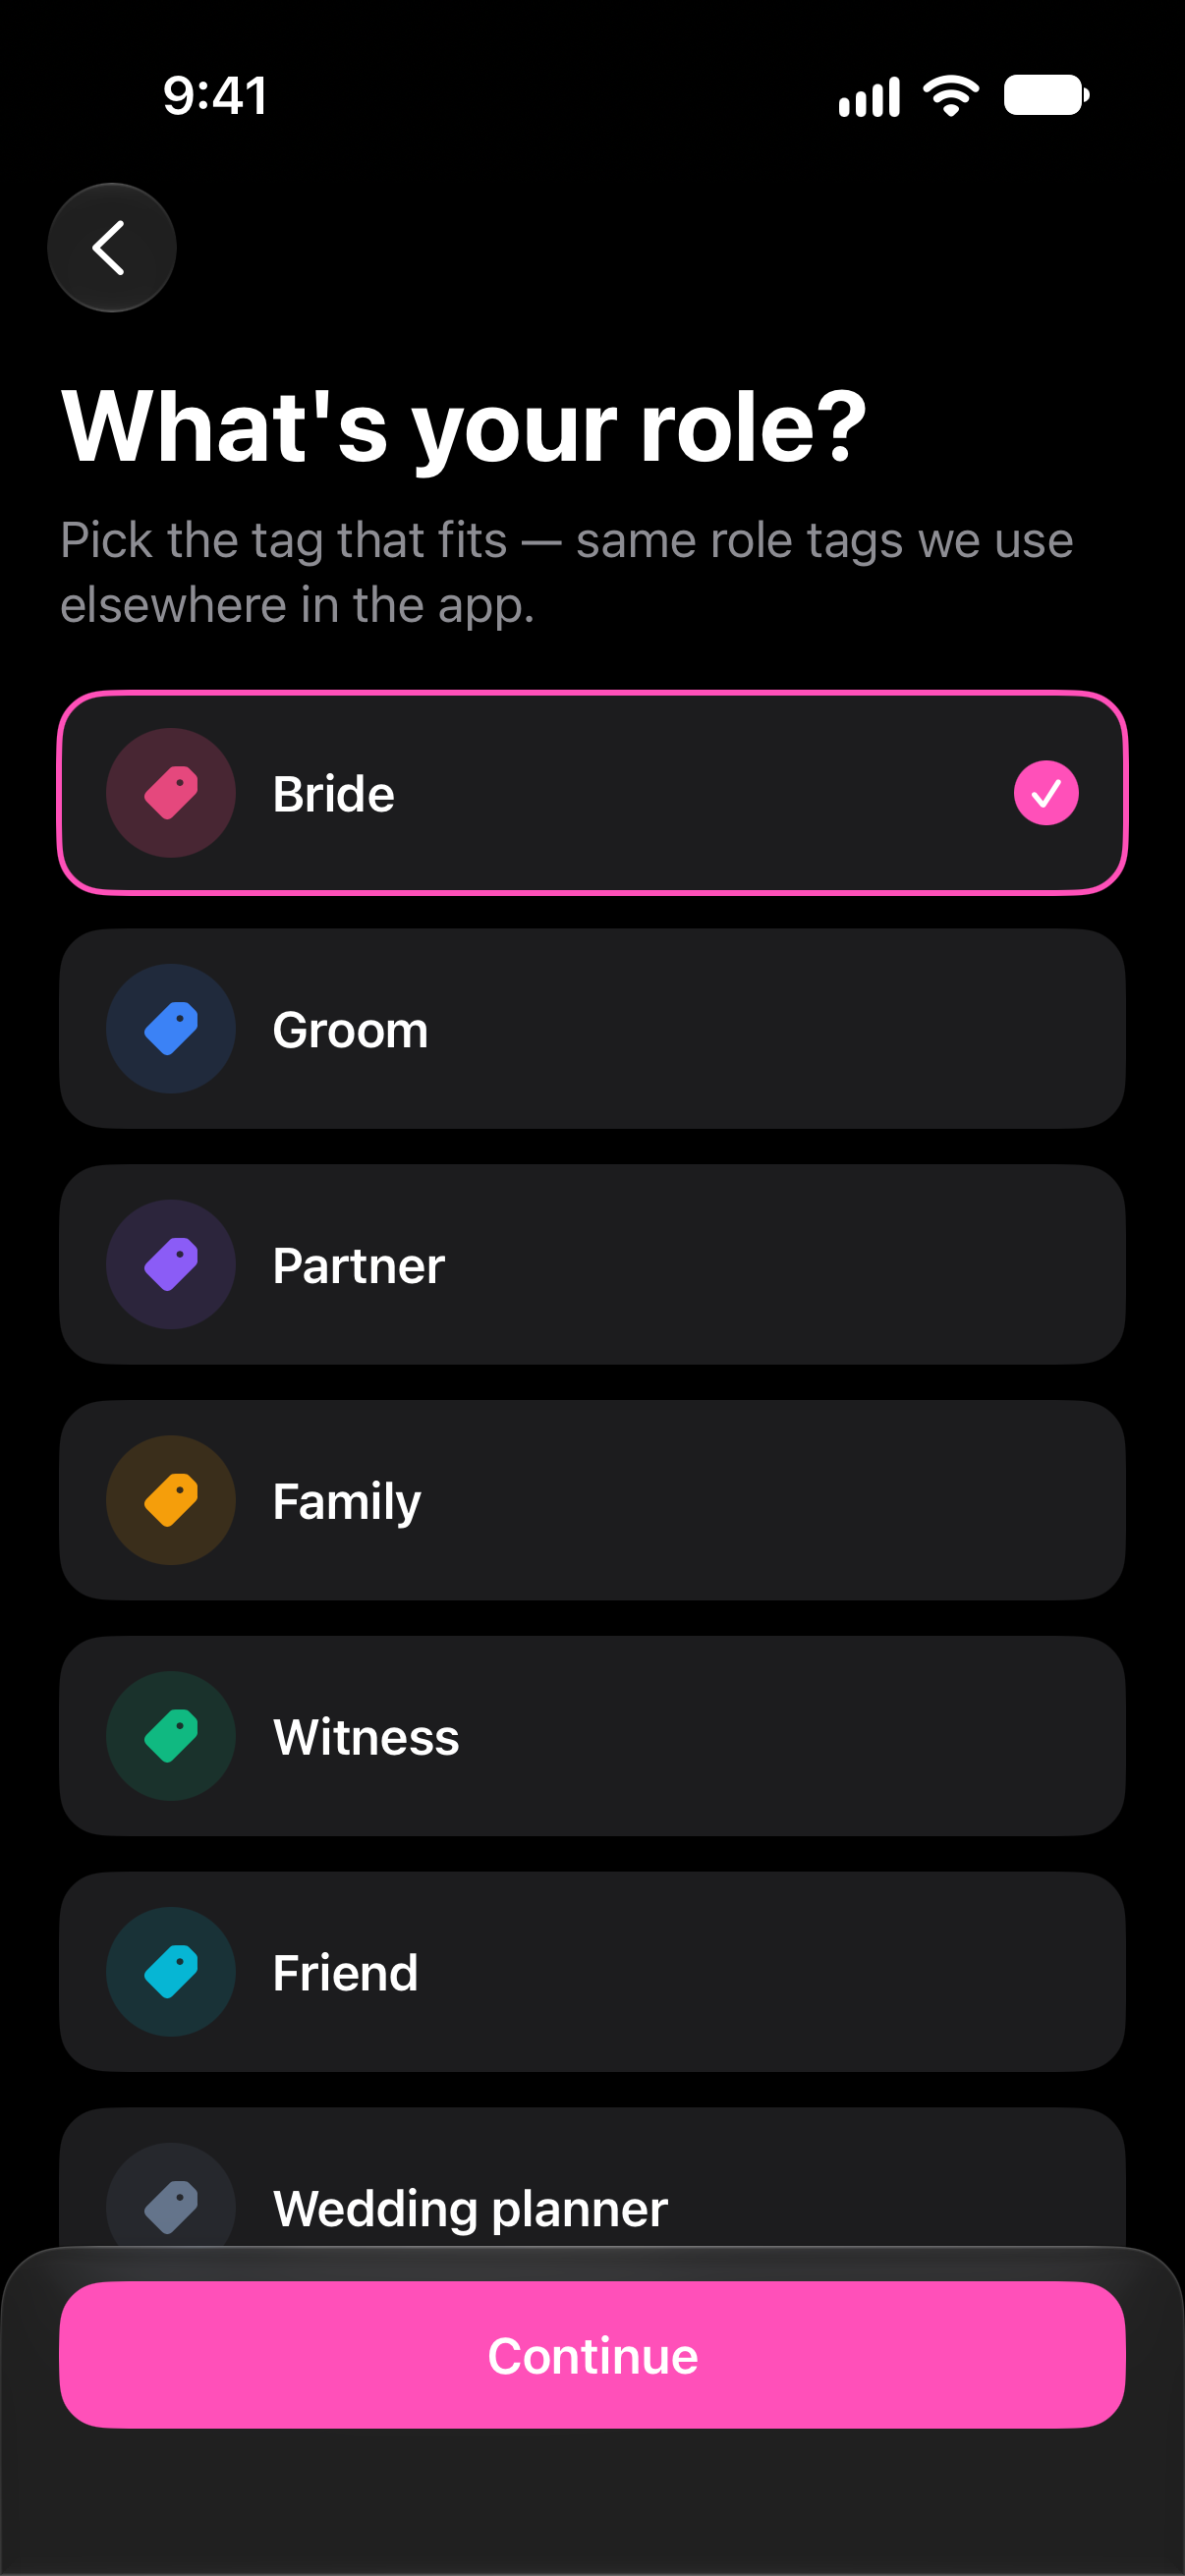 9:41
What's your role?
Pick the tag that fits — same role tags we use
elsewhere in the app.
Bride
Groom
Partner
Family
Witness
Friend
Wedding planner
Continue